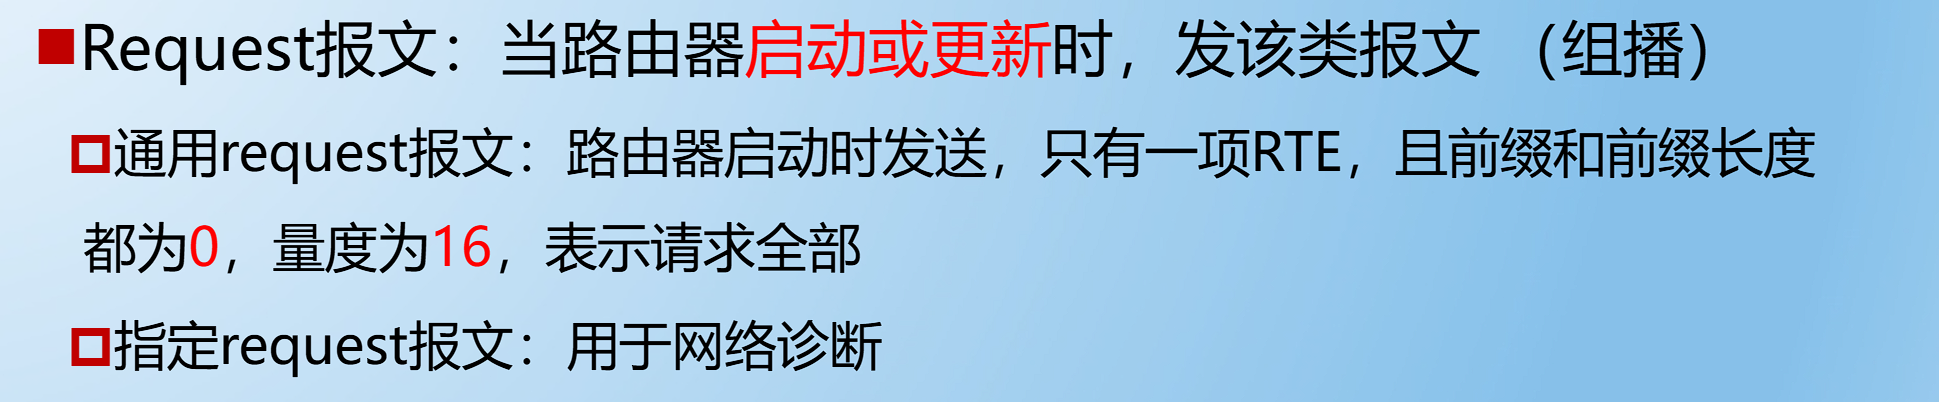 Request报文：当路由器启动或更新时，发该类报文 （组播）
通用request报文：路由器启动时发送，只有一项RTE，且前缀和前缀长度
都为0，量度为16，表示请求全部
指定request报文：用于网络诊断